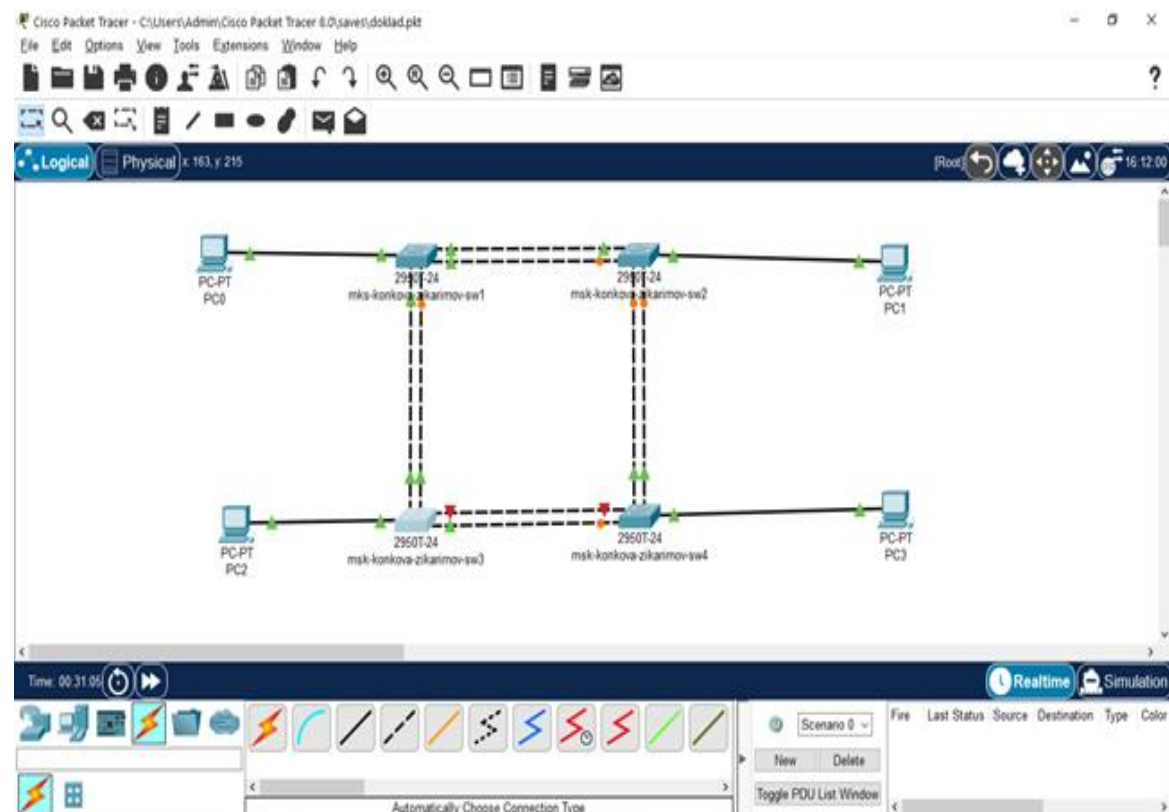 Cisco Packet Tracer - C:\Users\Admin\Cisco Packet Tracer 8.0\saves\doklad.pkt
File Edit Options View Tools Extensions Window Help
?
Logical Physical x: 163, y: 215 [Root] 16:12:00
PC-PT
PC0
2950T-24
mks-konkova-zikarimov-sw1
2950T-24
msk-konkova-zikarimov-sw2
PC-PT
PC1
PC-PT
PC2
2950T-24
msk-konkova-zikarimov-sw3
2950T-24
msk-konkova-zikarimov-sw4
PC-PT
PC3
Time: 00:31:05 Realtime Simulation
Scenario 0
Fire Last Status Source Destination Type Color
New Delete
Toggle PDU List Window
Automatically Choose Connection Type